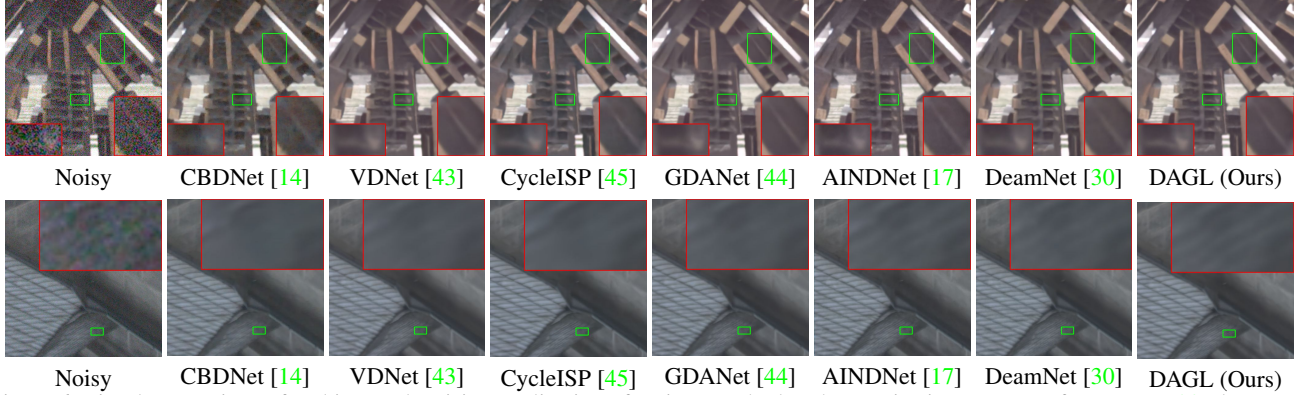 Noisy CBDNet [14] VDNet [43] CycleISP [45] GDANet [44] AINDNet [17] DeamNet [30] DAGL (Ours)
Noisy CBDNet [14] VDNet [43] CycleISP [45] GDANet [44] AINDNet [17] DeamNet [30] DAGL (Ours)